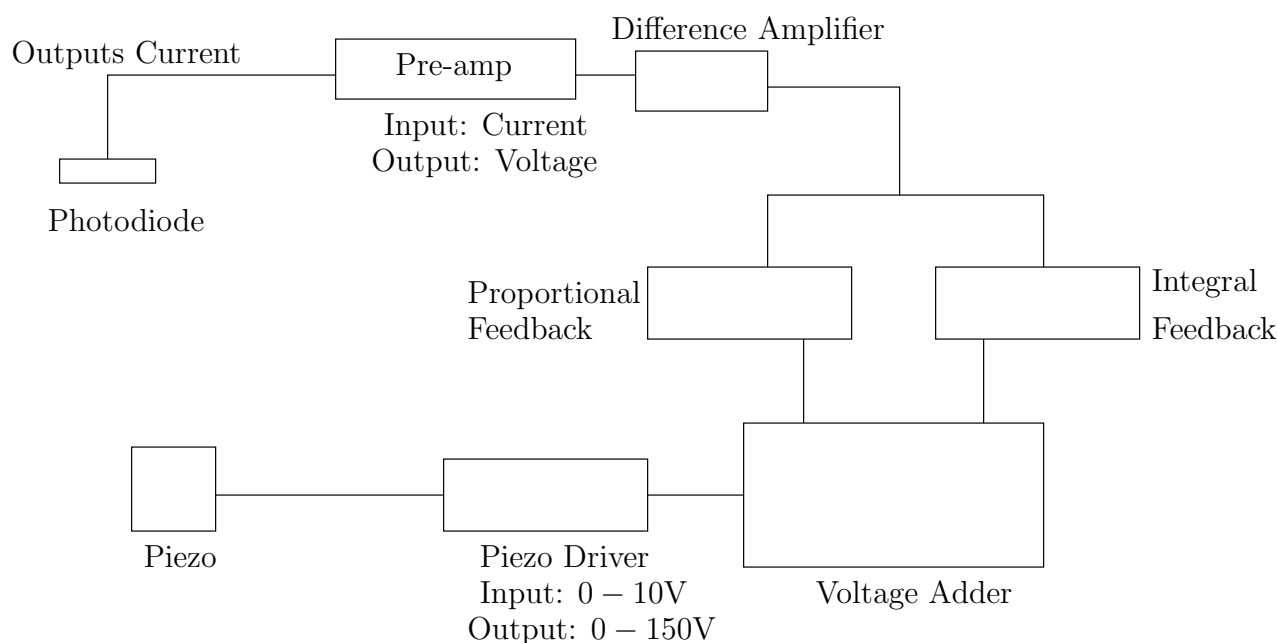 Difference Amplifier
Outputs Current
Pre-amp
Input: Current
Output: Voltage
Photodiode
Proportional
Feedback
Integral
Feedback
Piezo
Piezo Driver
Input: 0 − 10V
Output: 0 − 150V
Voltage Adder